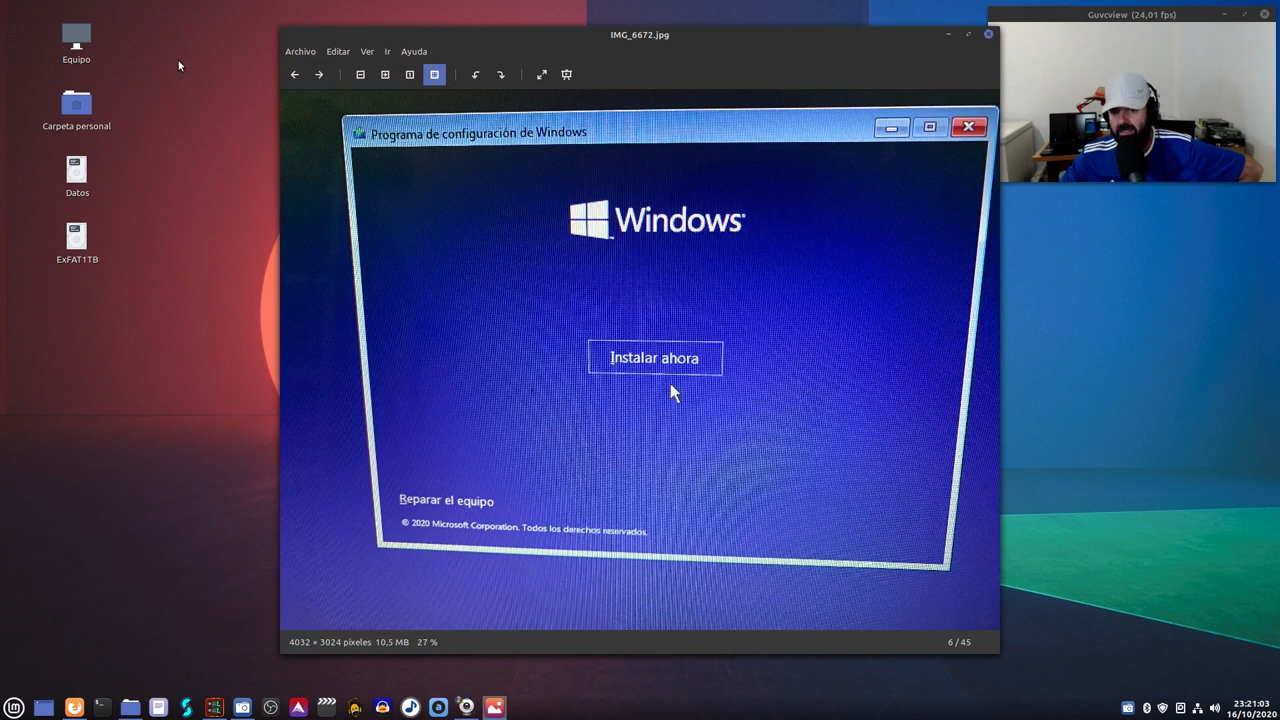 Equipo
Carpeta personal
Datos
ExFAT1TB
IMG_6672.jpg
Archivo Editar Ver Ir Ayuda
Programa de configuración de Windows
Windows
Instalar ahora
Reparar el equipo
© 2020 Microsoft Corporation. Todos los derechos reservados.
4032 × 3024 píxeles 10,5 MB 27 %
6 / 45
Guvcview (24,01 fps)
23:21:03
16/10/2020